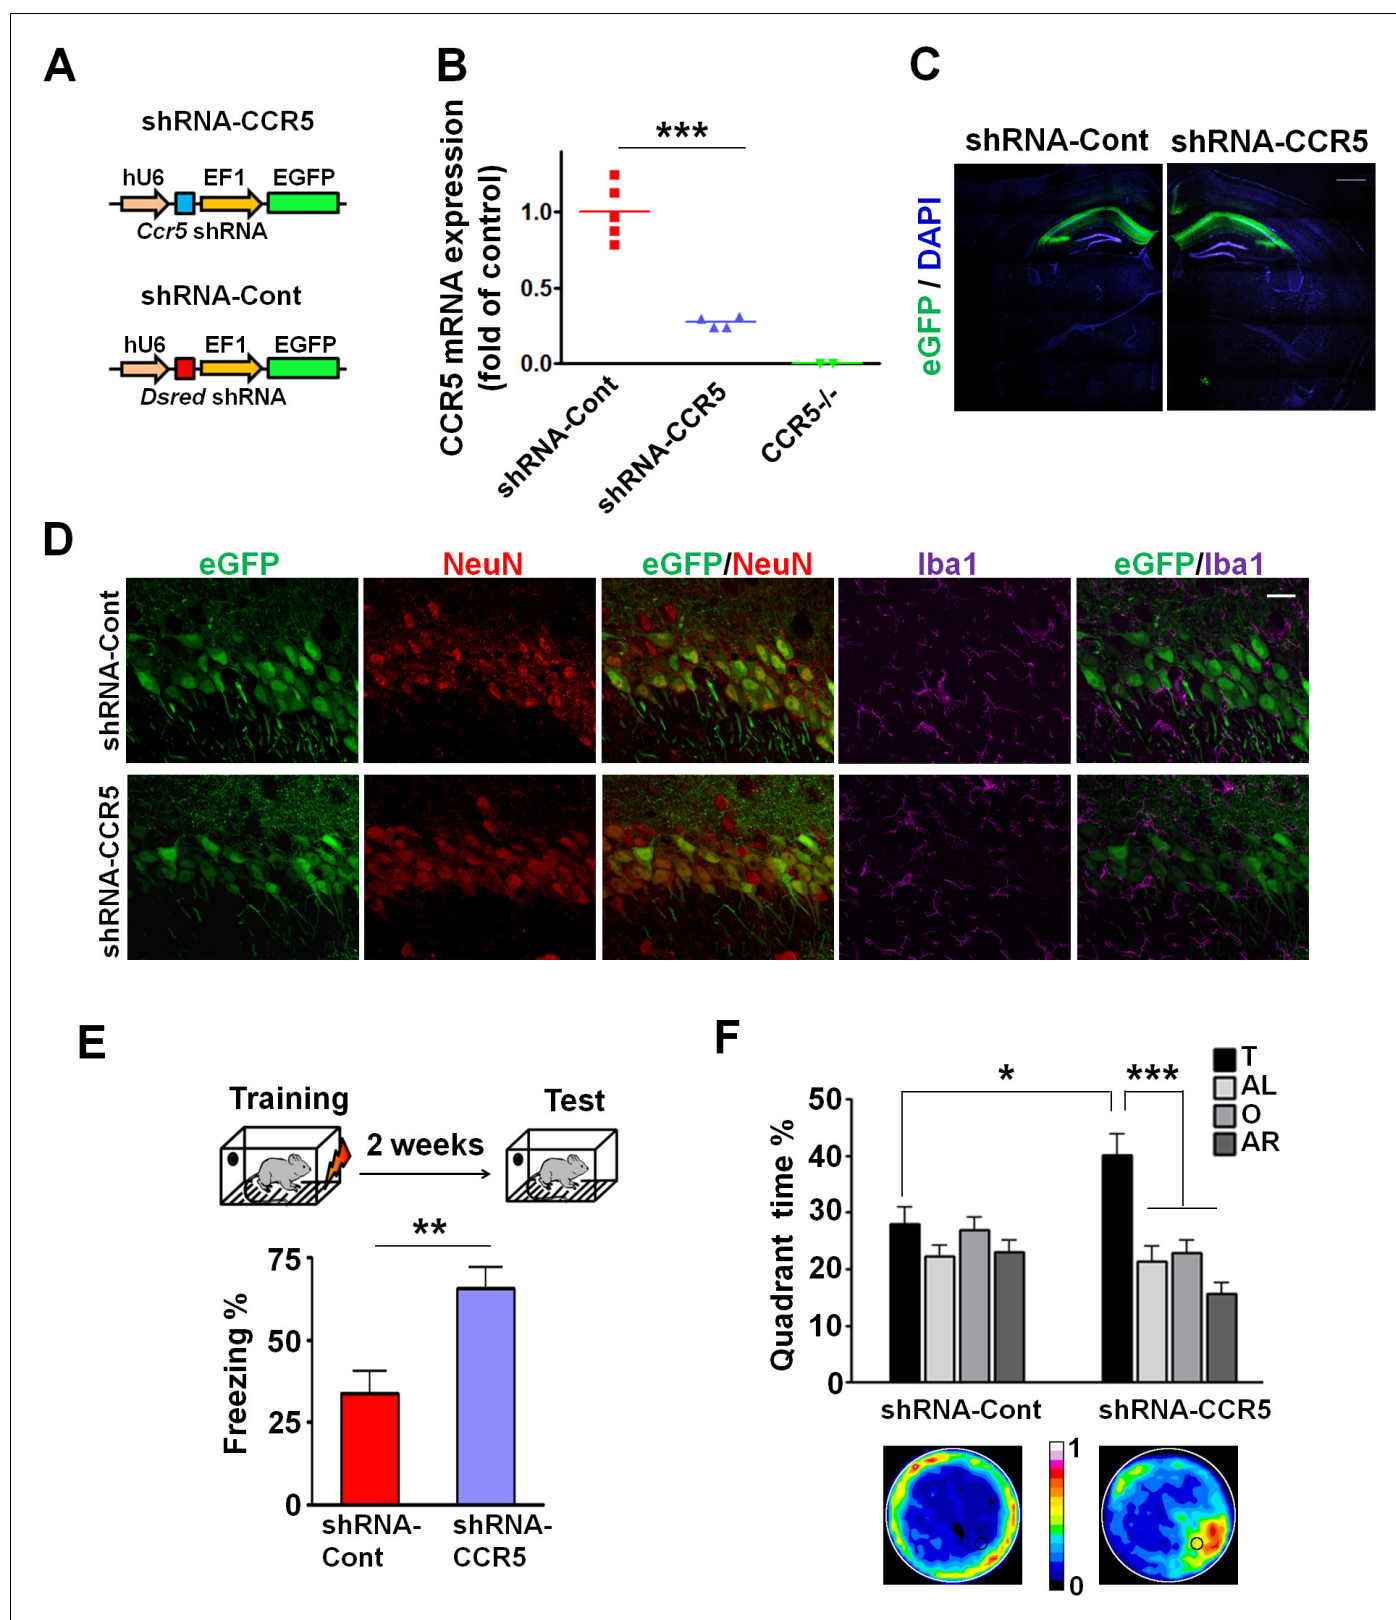 A
shRNA-CCR5
hU6 EF1 EGFP
Ccr5 shRNA
shRNA-Cont
hU6 EF1 EGFP
Dsred shRNA
B
CCR5 mRNA expression
(fold of control)
***
1.0
0.5
0.0
shRNA-Cont
shRNA-CCR5
CCR5-/-
C
shRNA-Cont shRNA-CCR5
eGFP / DAPI
D
eGFP NeuN eGFP/NeuN Iba1 eGFP/Iba1
shRNA-Cont
shRNA-CCR5
E
Training 2 weeks Test
**
Freezing %
75
50
25
0
shRNA-
Cont
shRNA-
CCR5
F
T
AL
O
AR
* ***
Quadrant time %
50
40
30
20
10
0
shRNA-Cont shRNA-CCR5
1
0